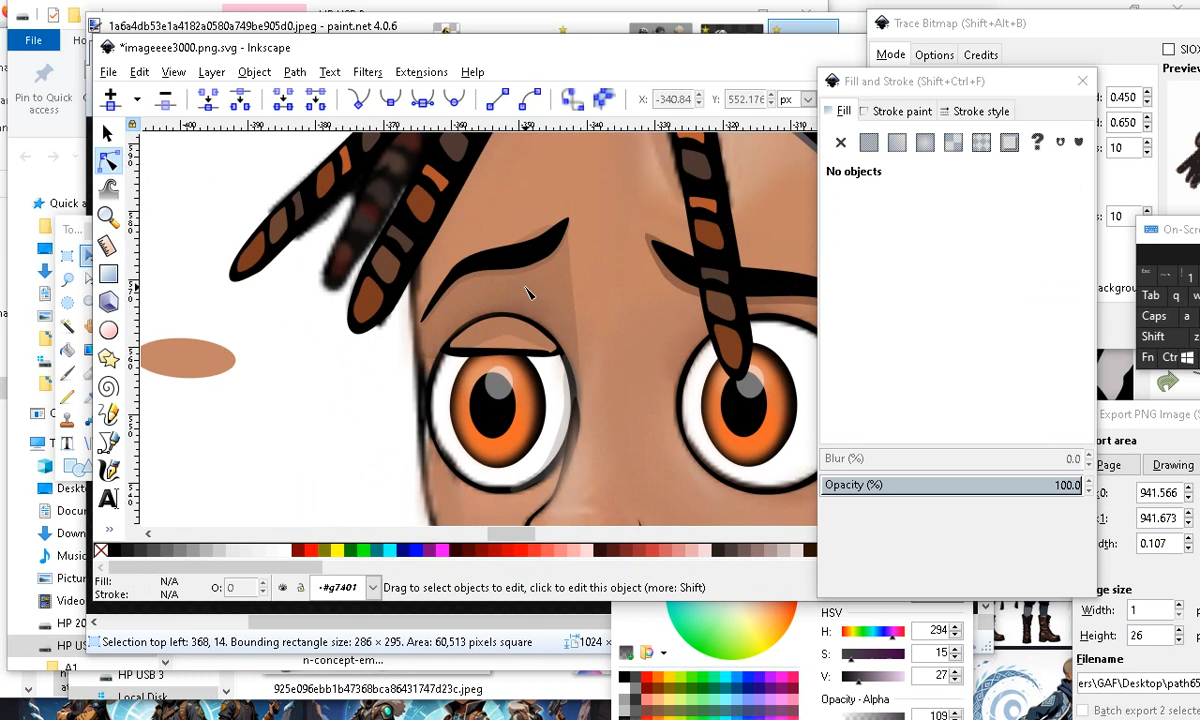 1a6a4db53e1a4182a0580a749be905d0.jpeg - paint.net 4.0.6
Trace Bitmap (Shift+Alt+B)
File
*imageeee3000.png.svg - Inkscape
Mode Options Credits
SIOX
Previ
Pin to Quick
access
File Edit View Layer Object Path Text Filters Extensions Help
Fill and Stroke (Shift+Ctrl+F)
X: -340.84 Y: 552.176 px
Fill Stroke paint Stroke style
0.450
0.650
10
10
No objects
Quick a
To...
On-Scre
Tab q w
Caps a
Shift z
Fn Ctr
Export PNG Image (S
ort area
Page Drawing
Blur (%) 0.0
Opacity (%) 100.0
941.566
941.673
0.107
Deskt
Docu
Down
Music
Pictur
Video
HP 20
HP US
A1
Fill: N/A
Stroke: N/A
O: 0
#g7401
Drag to select objects to edit, click to edit this object (more: Shift)
Selection top left: 368, 14. Bounding rectangle size: 286 × 295. Area: 60,513 pixels square
1024 ×
ge size
Width: 1
Height: 26
HSV
H: 294
S: 15
V: 27
Opacity - Alpha
109
n-concept-em...
HP USB 3
Local Disk
925e096ebb1b47368bca86431747d23c.jpeg
Filename
ers\GAF\Desktop\path65
Batch export 2 selecte